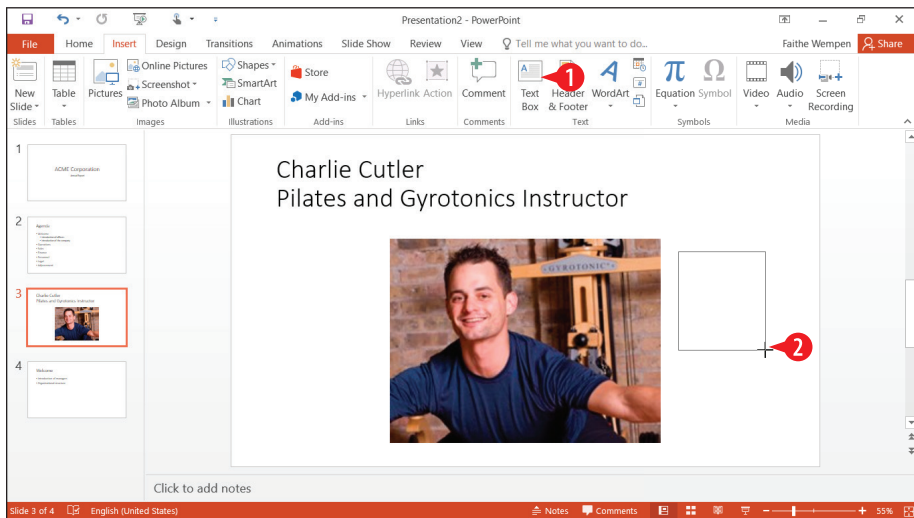 Presentation2 - PowerPoint
File Home Insert Design Transitions Animations Slide Show Review View Tell me what you want to do... Faithe Wempen Share
New Slide
Table
Pictures
Online Pictures
Screenshot
Photo Album
Shapes
SmartArt
Chart
Store
My Add-ins
Hyperlink Action
Comment
Text Box
Header & Footer
WordArt
Equation Symbol
Video Audio Screen Recording
Slides Tables Images Illustrations Add-ins Links Comments Text Symbols Media
1
2
1
ACME Corporation
2
Agenda
3
Charlie Cutler
Pilates and Gyrotonics Instructor
4
Welcome
Charlie Cutler
Pilates and Gyrotonics Instructor
GYROTONIC
Click to add notes
Slide 3 of 4 English (United States) Notes Comments 55%